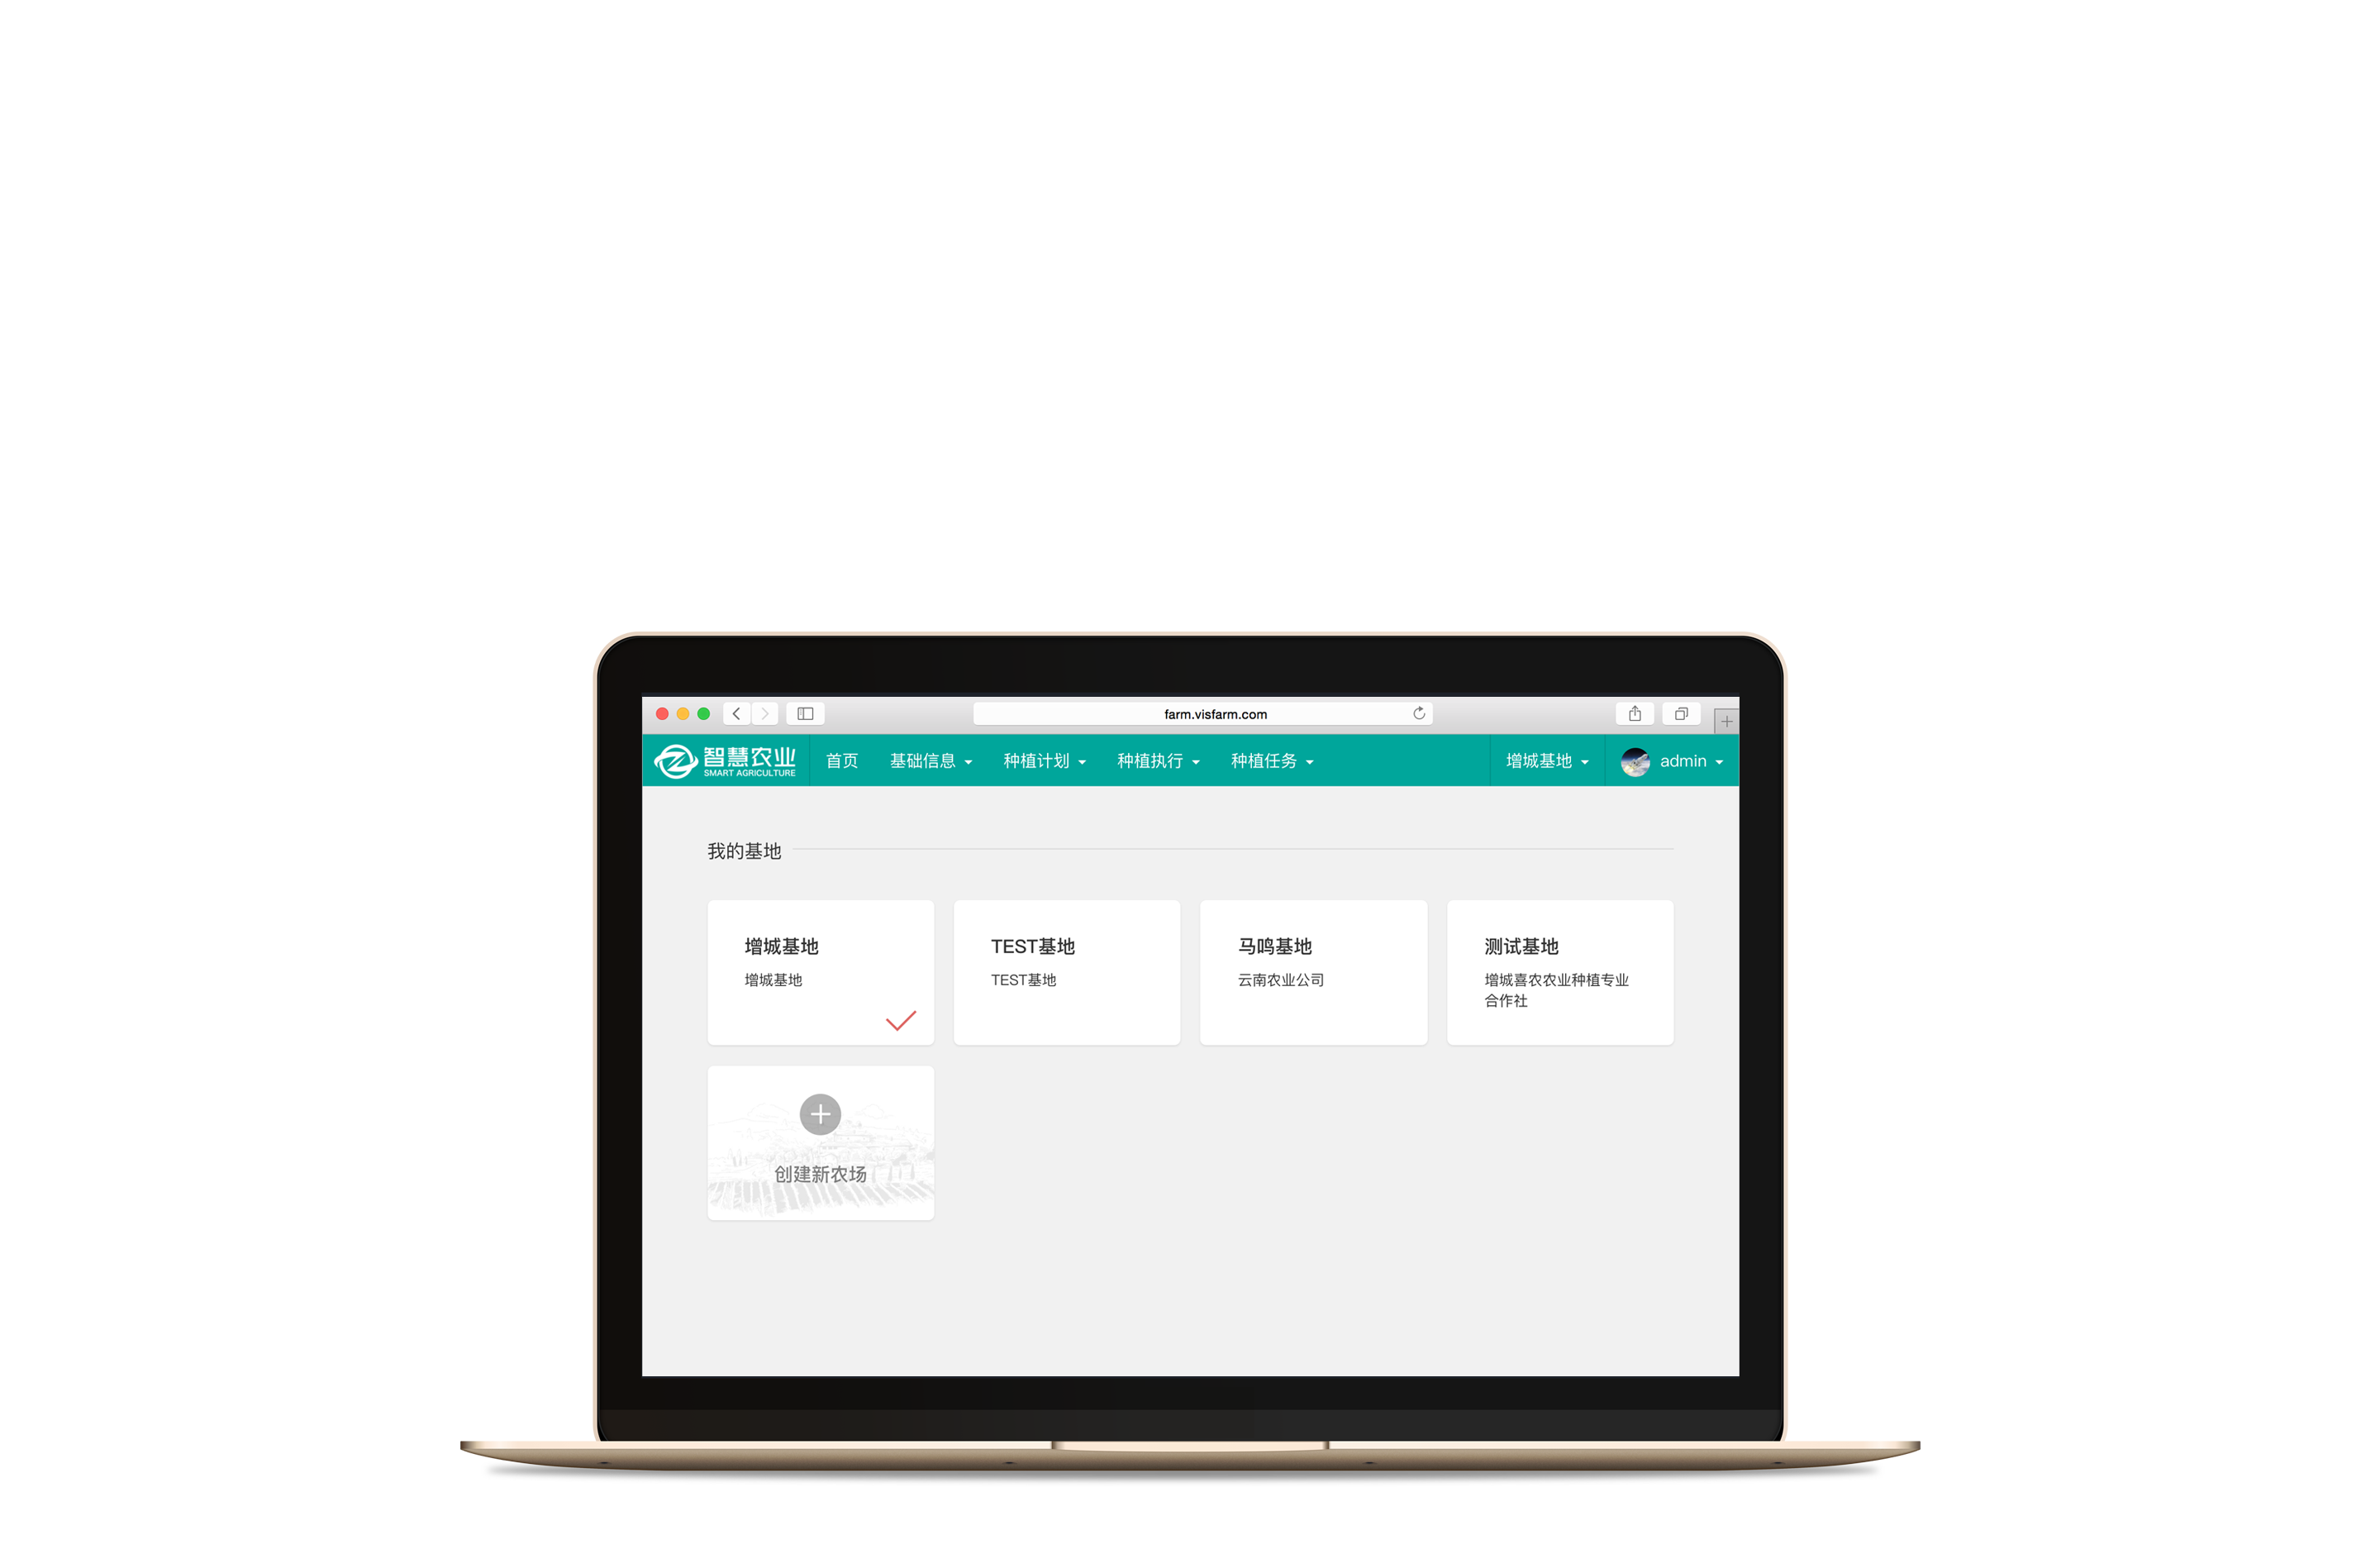 farm.visfarm.com
智慧农业
SMART AGRICULTURE
首页 基础信息 种植计划 种植执行 种植任务 增城基地 admin
我的基地
增城基地
增城基地
TEST基地
TEST基地
马鸣基地
云南农业公司
测试基地
增城喜农农业种植专业
合作社
创建新农场